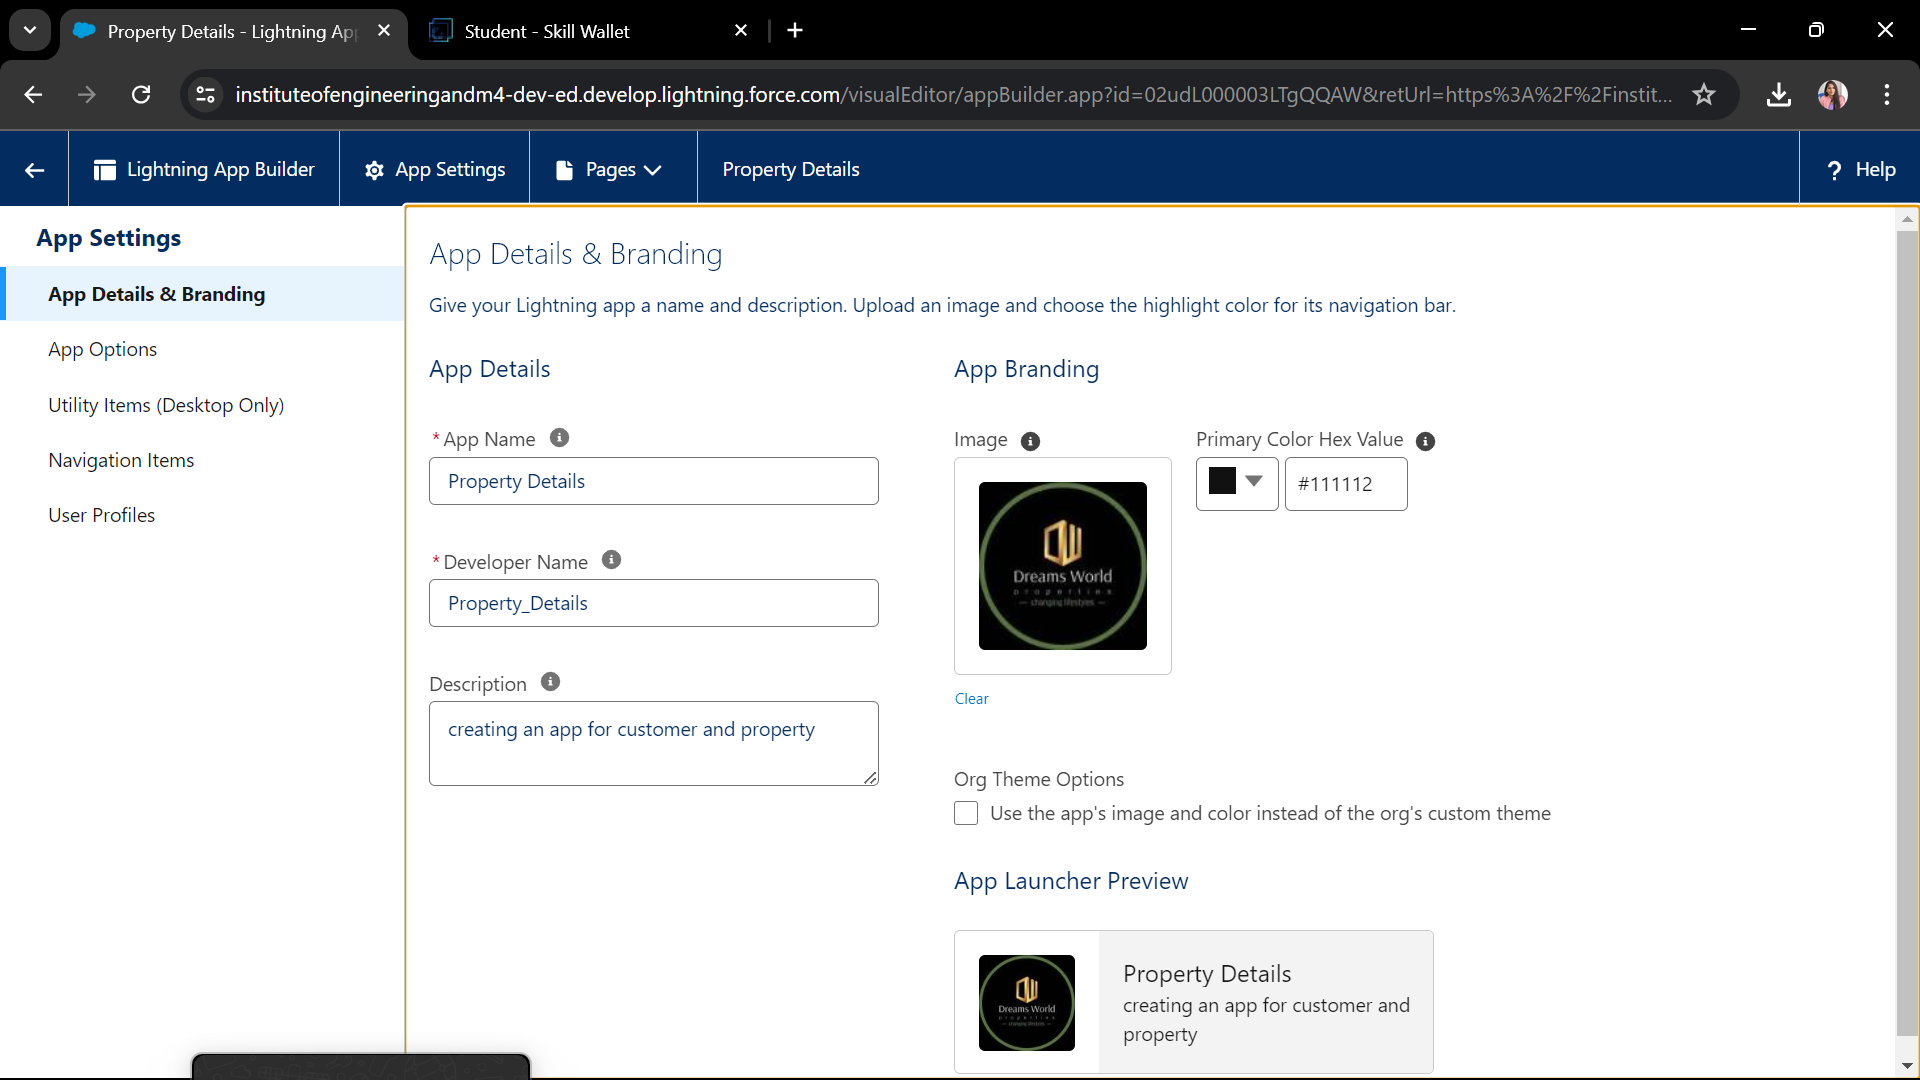 Property Details - Lightning Ap
Student - Skill Wallet
instituteofengineeringandm4-dev-ed.develop.lightning.force.com/visualEditor/appBuilder.app?id=02udL000003LTgQQAW&retUrl=https%3A%2F%2Finstit...
Lightning App Builder
App Settings
Pages
Property Details
? Help
App Settings
App Details & Branding
App Options
Utility Items (Desktop Only)
Navigation Items
User Profiles
App Details & Branding
Give your Lightning app a name and description. Upload an image and choose the highlight color for its navigation bar.
App Details
*App Name
Property Details
*Developer Name
Property_Details
Description
creating an app for customer and property
App Branding
Image
Primary Color Hex Value
#111112
Dreams World
properties
— changing lifestyles —
Clear
Org Theme Options
Use the app's image and color instead of the org's custom theme
App Launcher Preview
Dreams World
properties
— changing lifestyles —
Property Details
creating an app for customer and
property